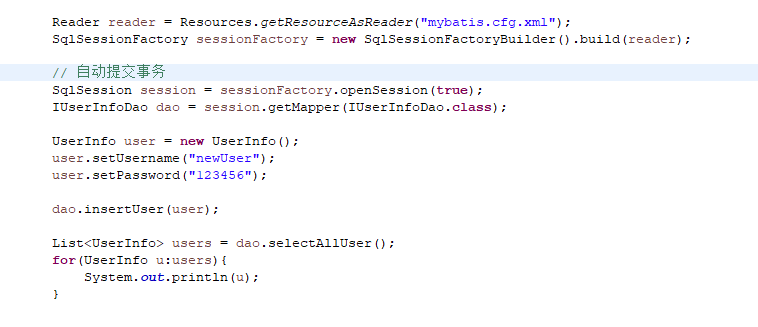 Reader reader = Resources.getResourceAsReader("mybatis.cfg.xml");
SqlSessionFactory sessionFactory = new SqlSessionFactoryBuilder().build(reader);
// 自动提交事务
SqlSession session = sessionFactory.openSession(true);
IUserInfoDao dao = session.getMapper(IUserInfoDao.class);
UserInfo user = new UserInfo();
user.setUsername("newUser");
user.setPassword("123456");
dao.insertUser(user);
List<UserInfo> users = dao.selectAllUser();
for(UserInfo u:users){
System.out.println(u);
}